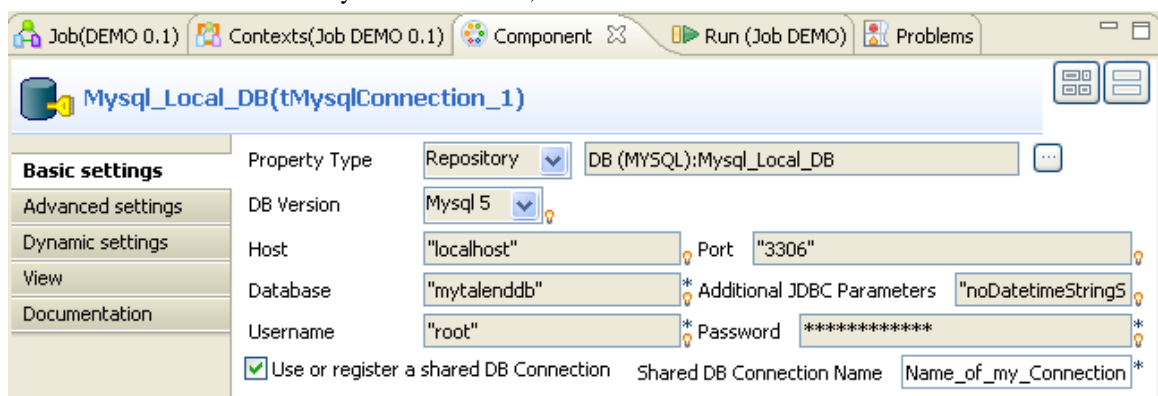 Job(DEMO 0.1) Contexts(Job DEMO 0.1) Component Run (Job DEMO) Problems
Mysql_Local_DB(tMysqlConnection_1)
Basic settings
Advanced settings
Dynamic settings
View
Documentation
Property Type Repository DB (MYSQL):Mysql_Local_DB ...
DB Version Mysql 5
Host "localhost" Port "3306"
Database "mytalenddb" * Additional JDBC Parameters "noDatetimeStringS
Username "root" * Password ************ *
Use or register a shared DB Connection Shared DB Connection Name Name_of_my_Connection *